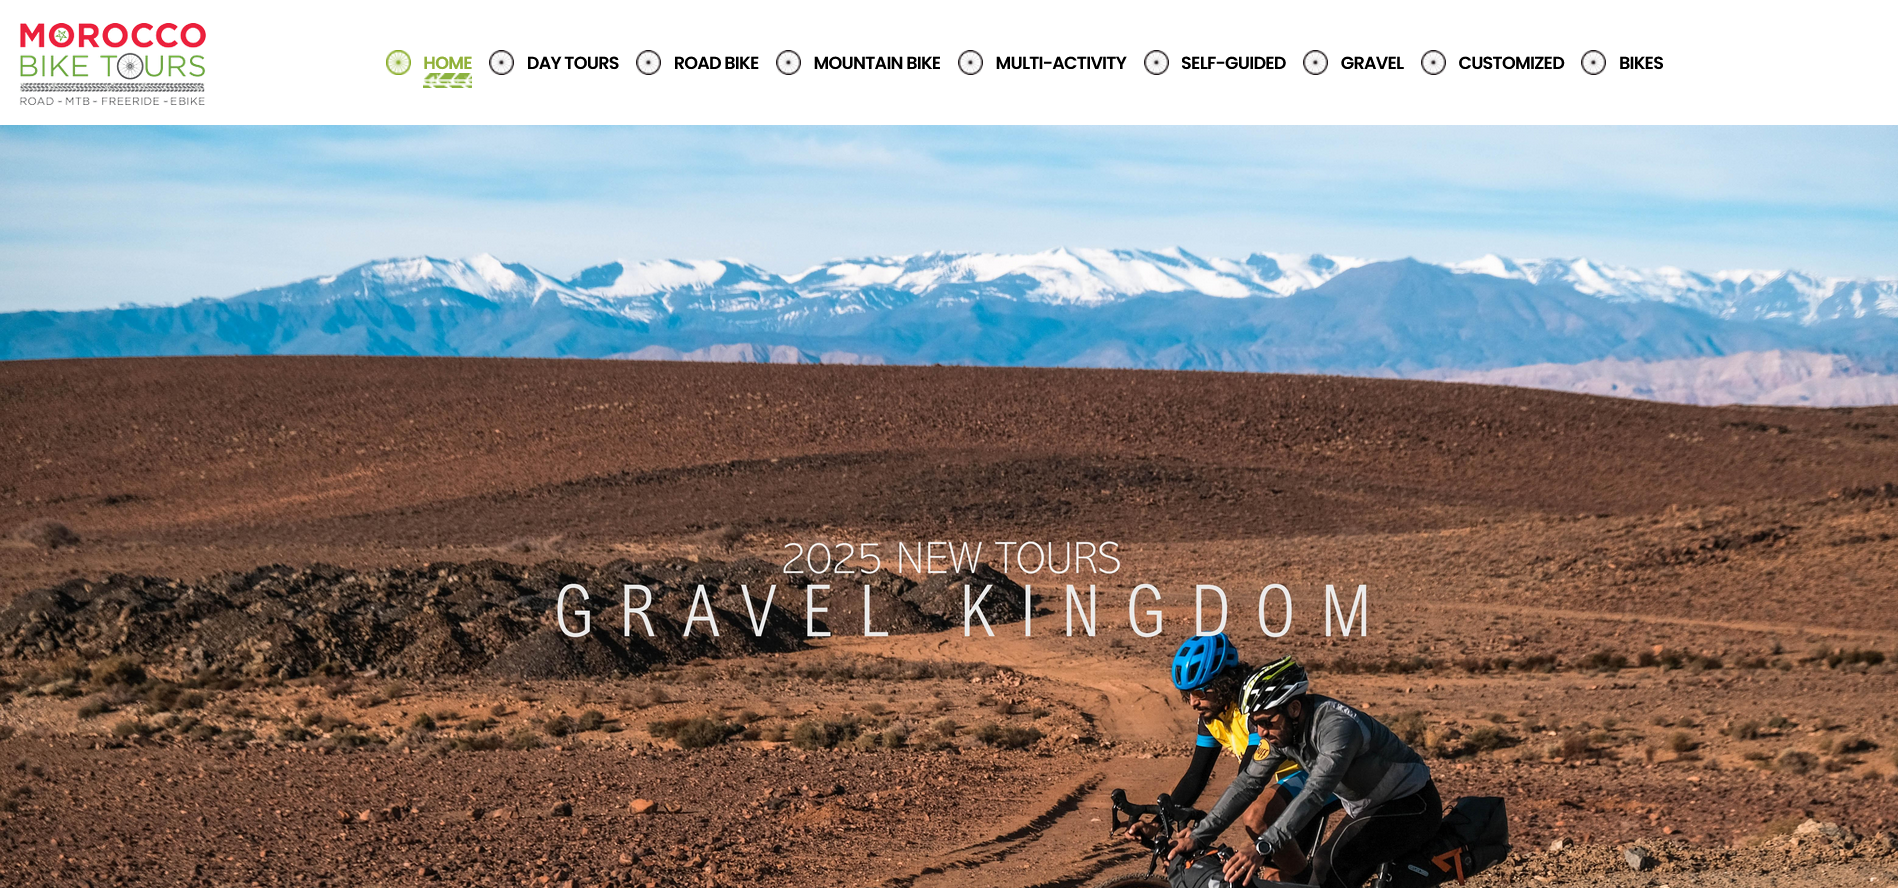 MOROCCO
BIKE TOURS
ROAD - MTB - FREERIDE - EBIKE
HOME DAY TOURS ROAD BIKE MOUNTAIN BIKE MULTI-ACTIVITY SELF-GUIDED GRAVEL CUSTOMIZED BIKES
2025 NEW TOURS
GRAVEL KINGDOM